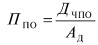 П_ПО = Д_ЧПО / А_Д